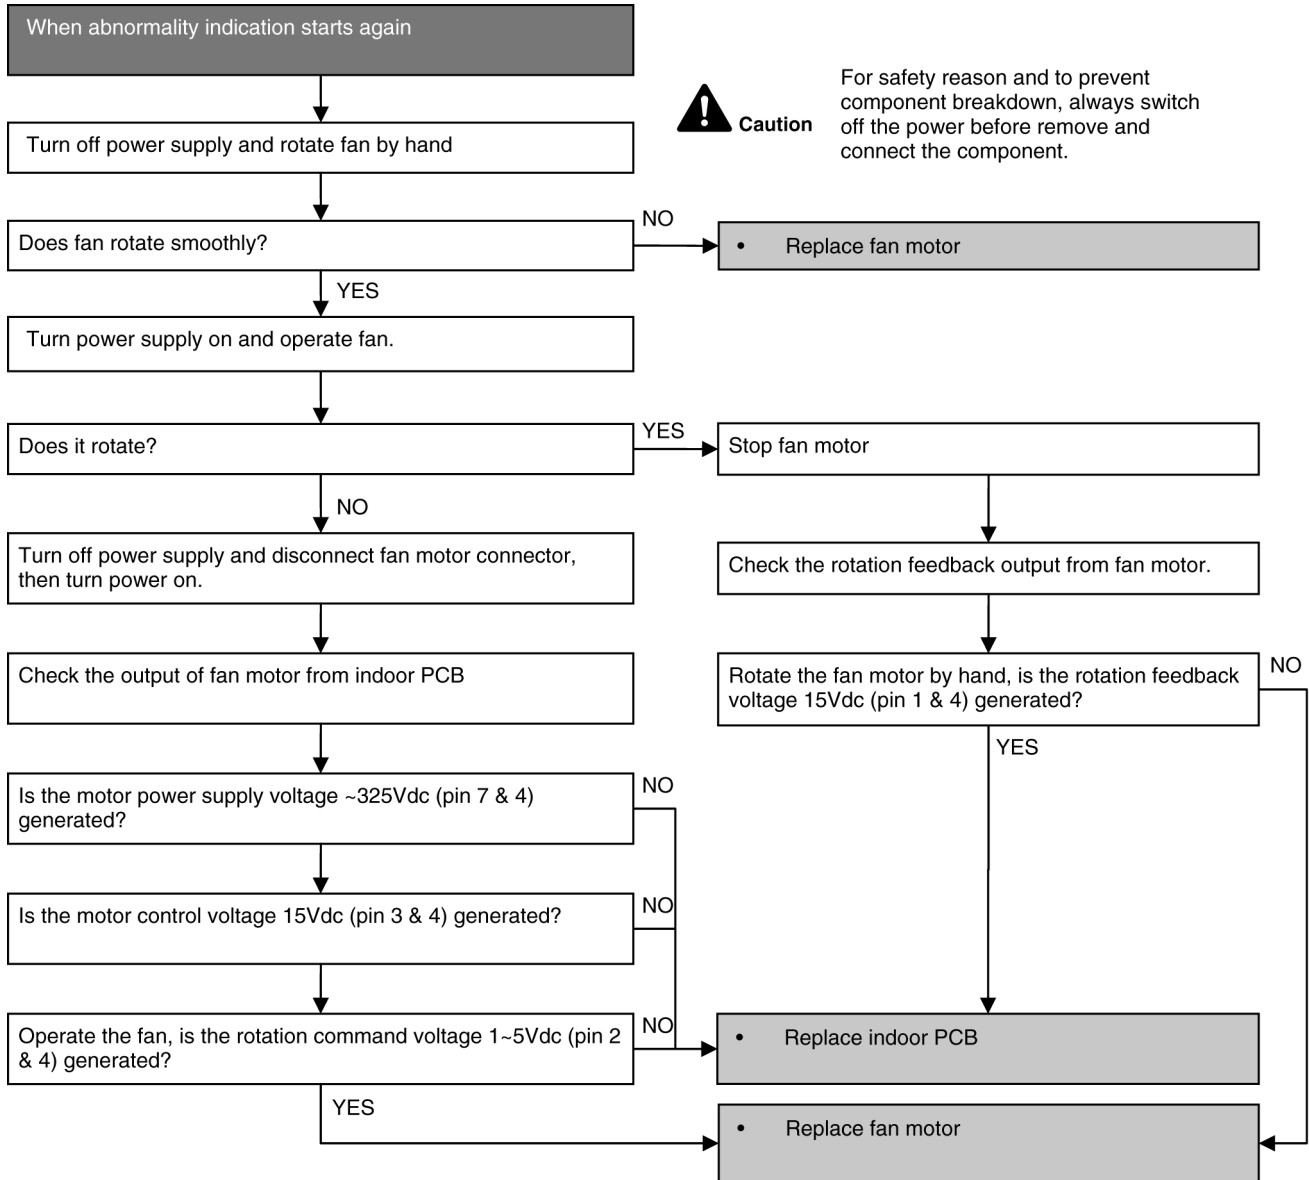 When abnormality indication starts again
Caution
For safety reason and to prevent
component breakdown, always switch
off the power before remove and
connect the component.
Turn off power supply and rotate fan by hand
Does fan rotate smoothly?
NO
• Replace fan motor
YES
Turn power supply on and operate fan.
Does it rotate?
YES
Stop fan motor
NO
Turn off power supply and disconnect fan motor connector,
then turn power on.
Check the rotation feedback output from fan motor.
Check the output of fan motor from indoor PCB
Rotate the fan motor by hand, is the rotation feedback
voltage 15Vdc (pin 1 & 4) generated?
NO
YES
Is the motor power supply voltage ~325Vdc (pin 7 & 4)
generated?
NO
Is the motor control voltage 15Vdc (pin 3 & 4) generated?
NO
Operate the fan, is the rotation command voltage 1~5Vdc (pin 2
& 4) generated?
NO
• Replace indoor PCB
YES
• Replace fan motor